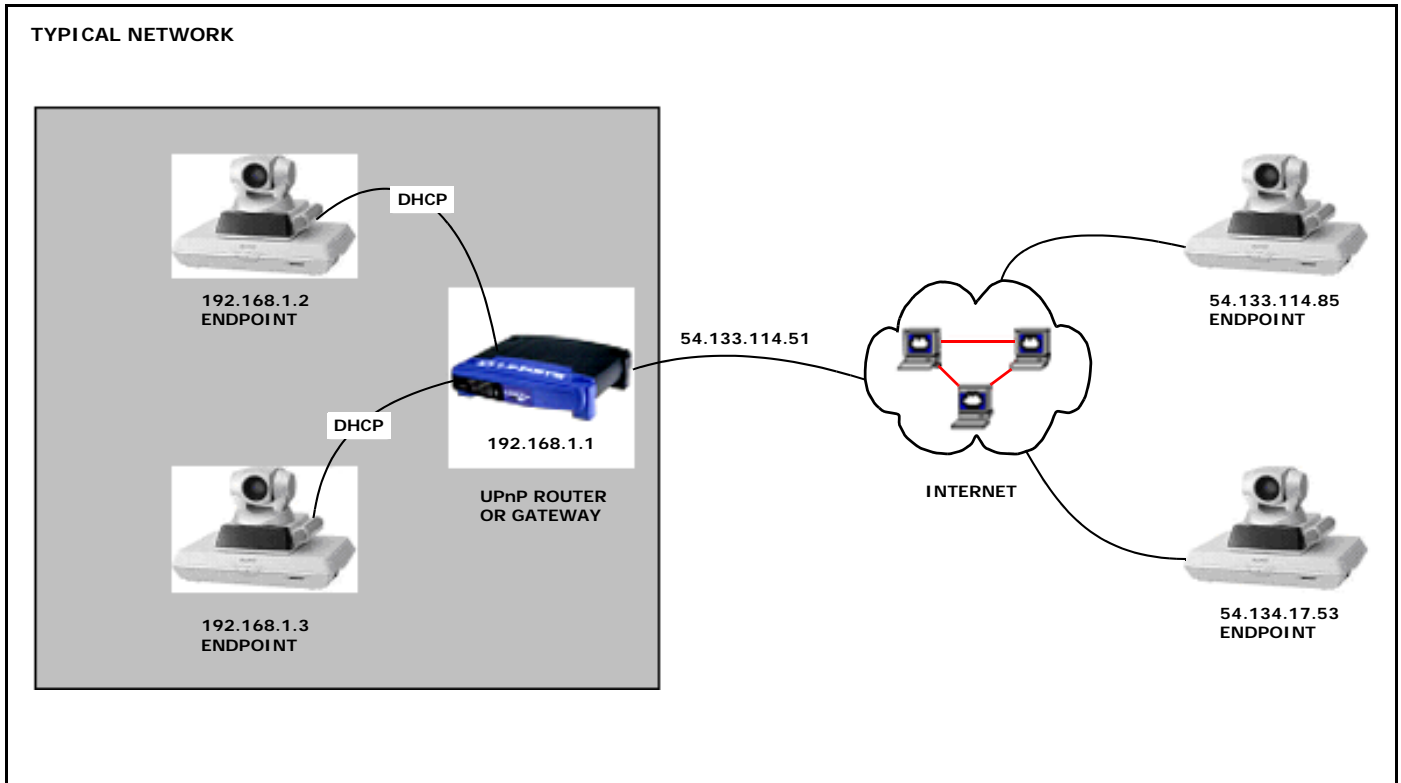 TYPICAL NETWORK
DHCP
192.168.1.2
ENDPOINT
54.133.114.85
ENDPOINT
54.133.114.51
DHCP
192.168.1.1
UPnP ROUTER
OR GATEWAY
INTERNET
192.168.1.3
ENDPOINT
54.134.17.53
ENDPOINT